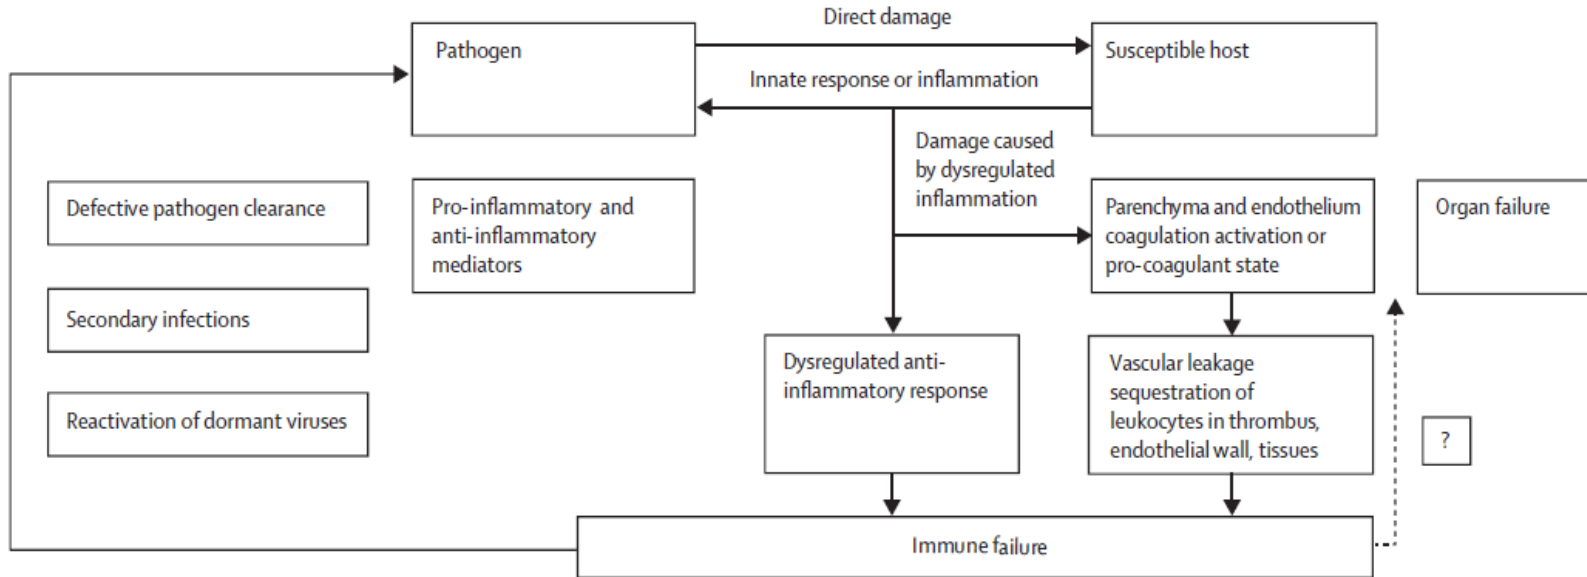 Direct damage
Pathogen
Susceptible host
Innate response or inflammation
Damage caused
by dysregulated
inflammation
Defective pathogen clearance
Pro-inflammatory and
anti-inflammatory
mediators
Parenchyma and endothelium
coagulation activation or
pro-coagulant state
Organ failure
Secondary infections
Dysregulated anti-
inflammatory response
Vascular leakage
sequestration of
leukocytes in thrombus,
endothelial wall, tissues
Reactivation of dormant viruses
?
Immune failure